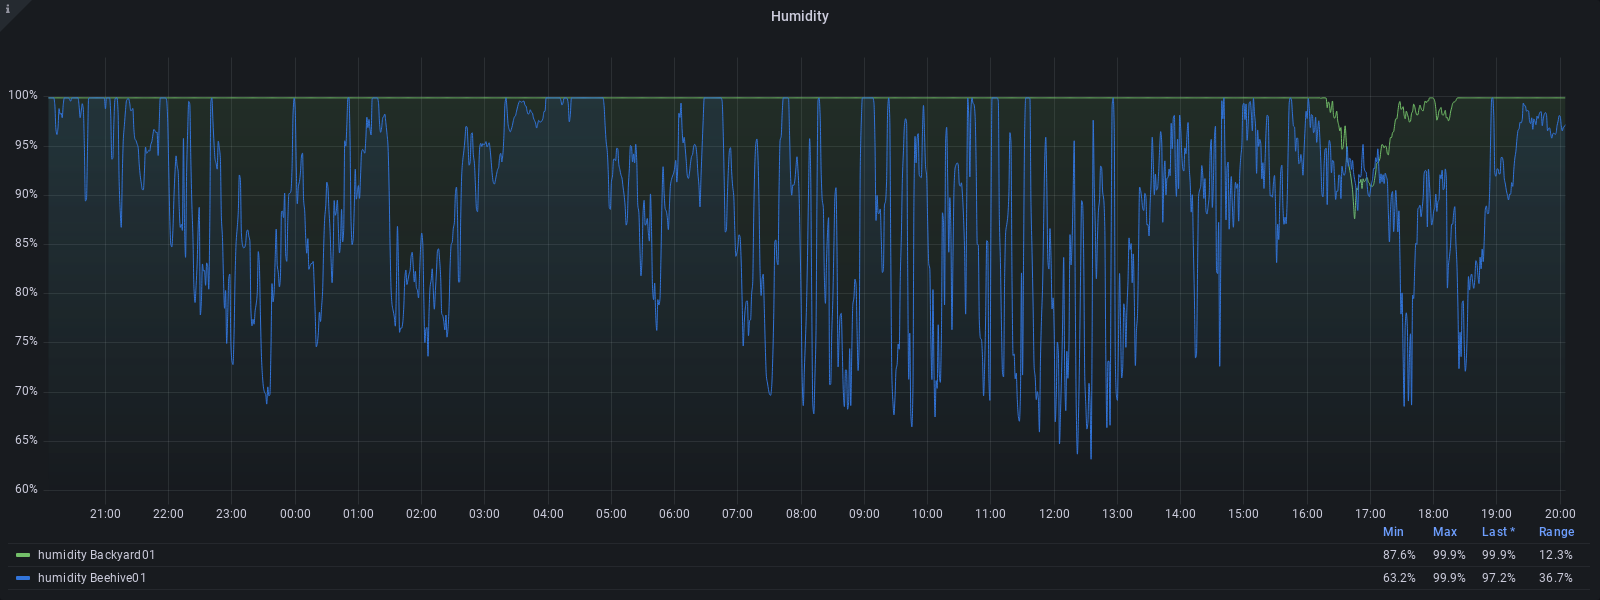 i
Humidity
100%
95%
90%
85%
80%
75%
70%
65%
60%
21:00 22:00 23:00 00:00 01:00 02:00 03:00 04:00 05:00 06:00 07:00 08:00 09:00 10:00 11:00 12:00 13:00 14:00 15:00 16:00 17:00 18:00 19:00 20:00
Min Max Last * Range
humidity Backyard01 87.6% 99.9% 99.9% 12.3%
humidity Beehive01 63.2% 99.9% 97.2% 36.7%